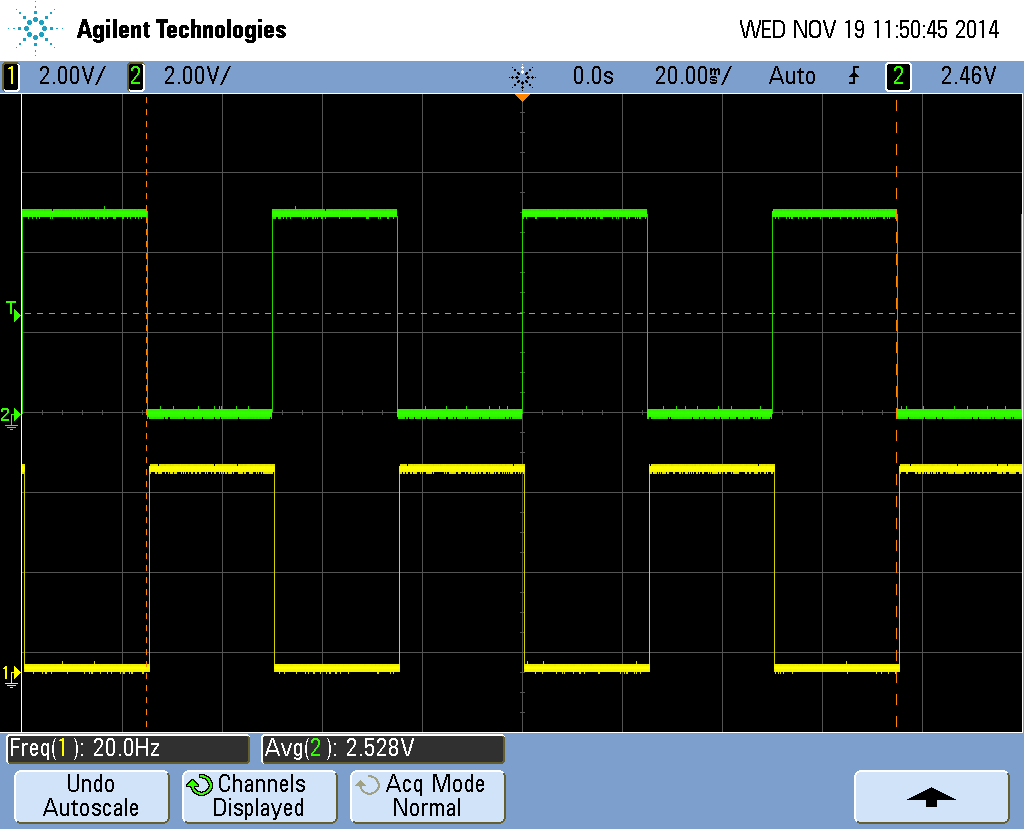 Agilent Technologies
WED NOV 19 11:50:45 2014
1 2.00V/ 2 2.00V/ 0.0s 20.00ms/ Auto 2 2.46V
T
2
1
Freq(1): 20.0Hz Avg(2): 2.528V
Undo Autoscale
Channels Displayed
Acq Mode Normal